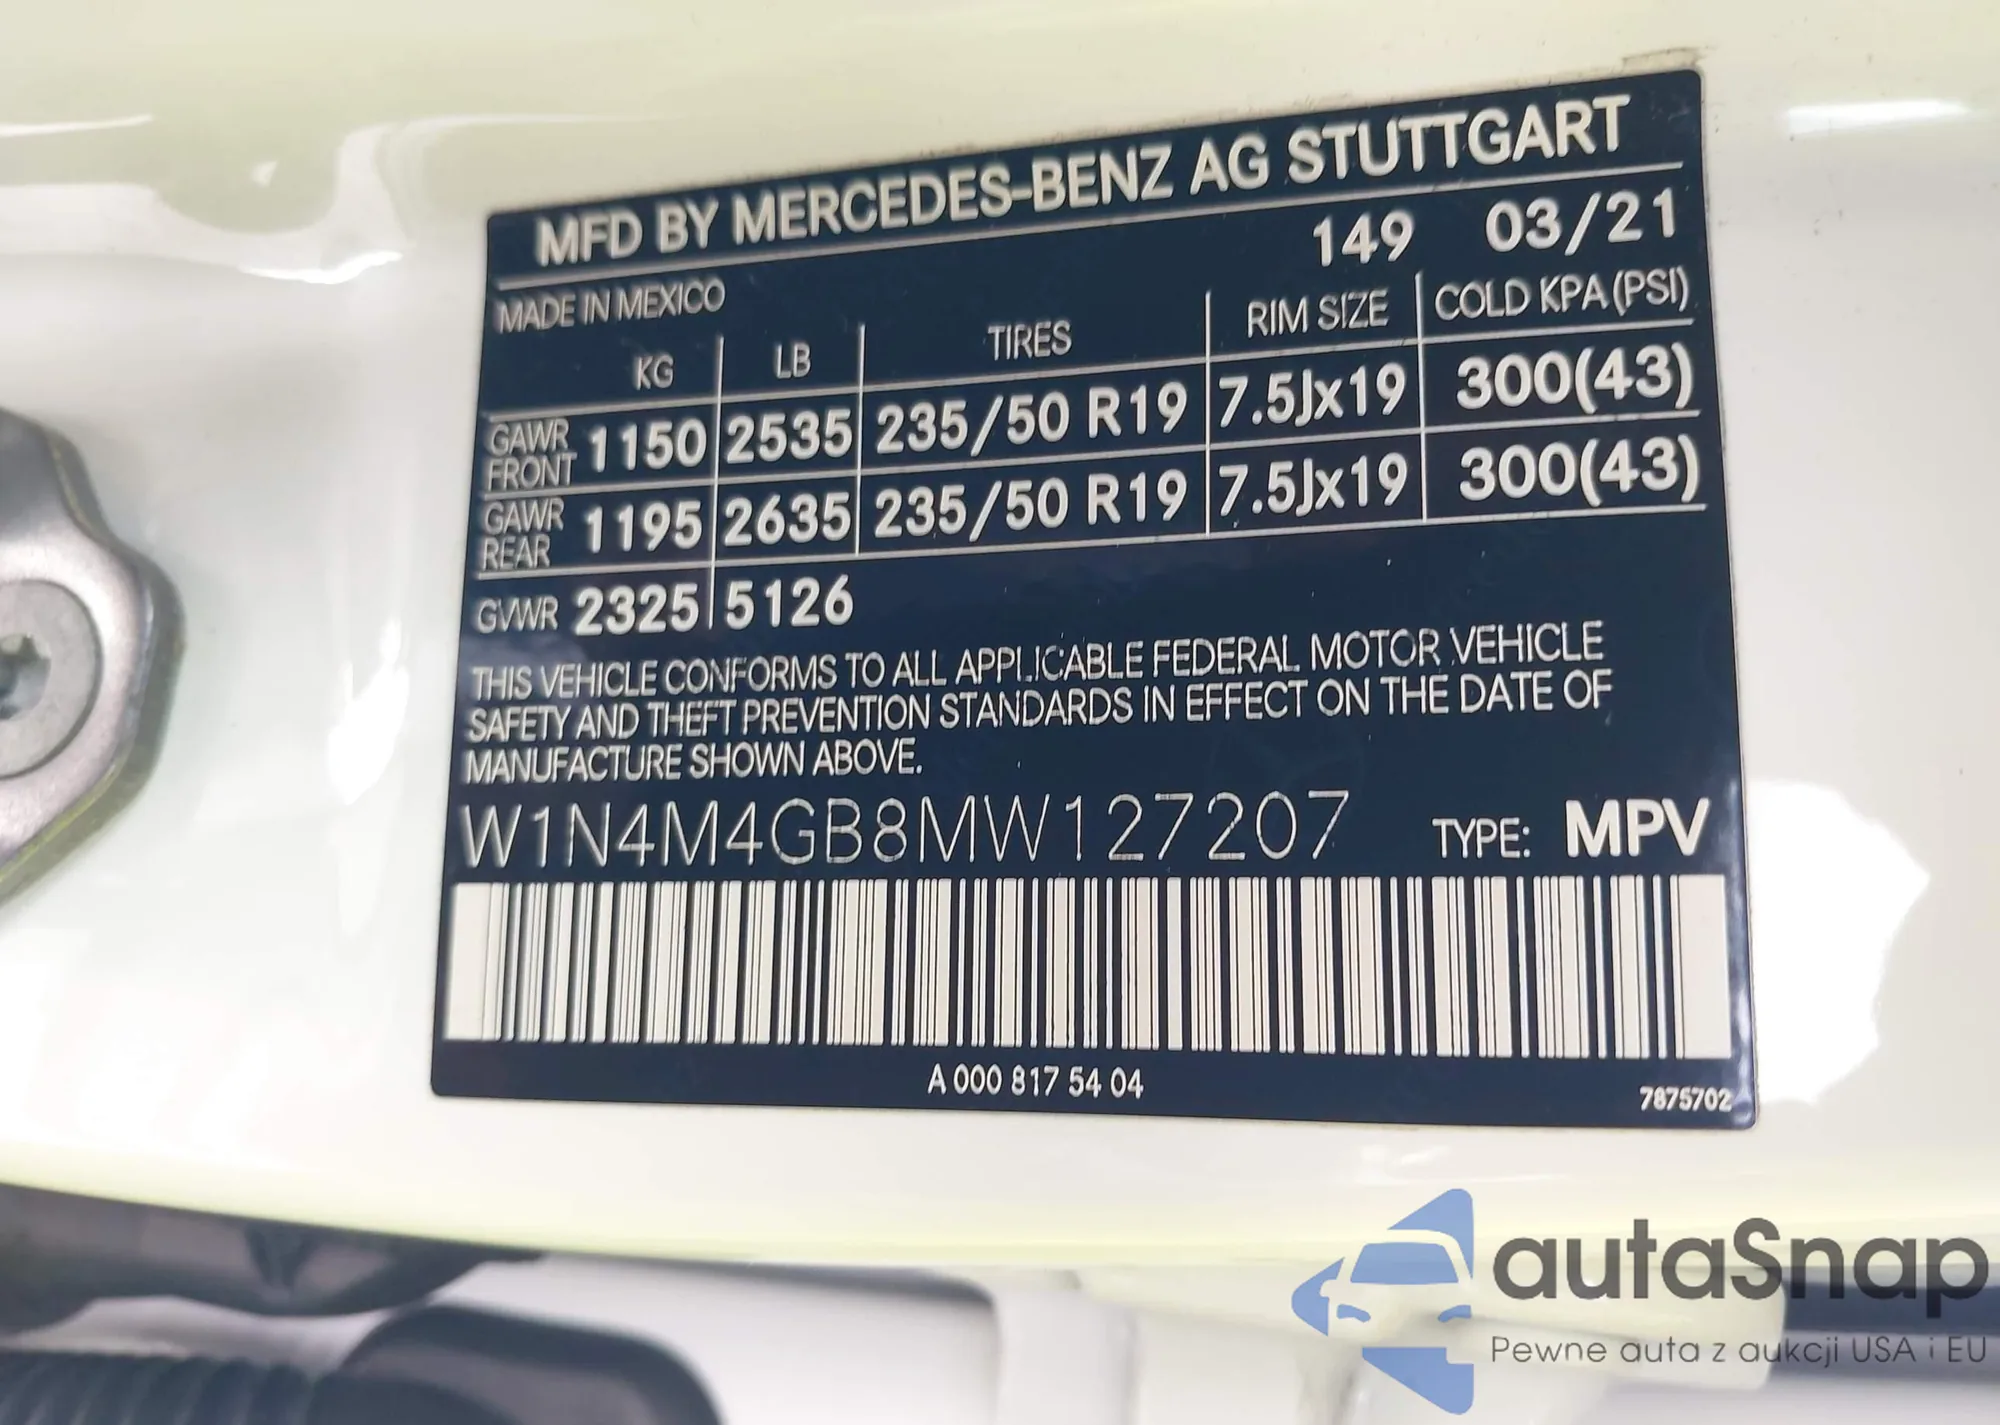 MFD BY MERCEDES-BENZ AG STUTTGART
149 03/21
MADE IN MEXICO
KG LB TIRES RIM SIZE COLD KPA (PSI)
GAWR FRONT 1150 2535 235/50 R19 7.5Jx19 300(43)
GAWR REAR 1195 2635 235/50 R19 7.5Jx19 300(43)
GVWR 2325 5126
THIS VEHICLE CONFORMS TO ALL APPLICABLE FEDERAL MOTOR VEHICLE
SAFETY AND THEFT PREVENTION STANDARDS IN EFFECT ON THE DATE OF
MANUFACTURE SHOWN ABOVE.
W1N4M4GB8MW127207 TYPE: MPV
A 000 817 54 04
7875702
autaSnap
Pewne auta z aukcji USA i EU